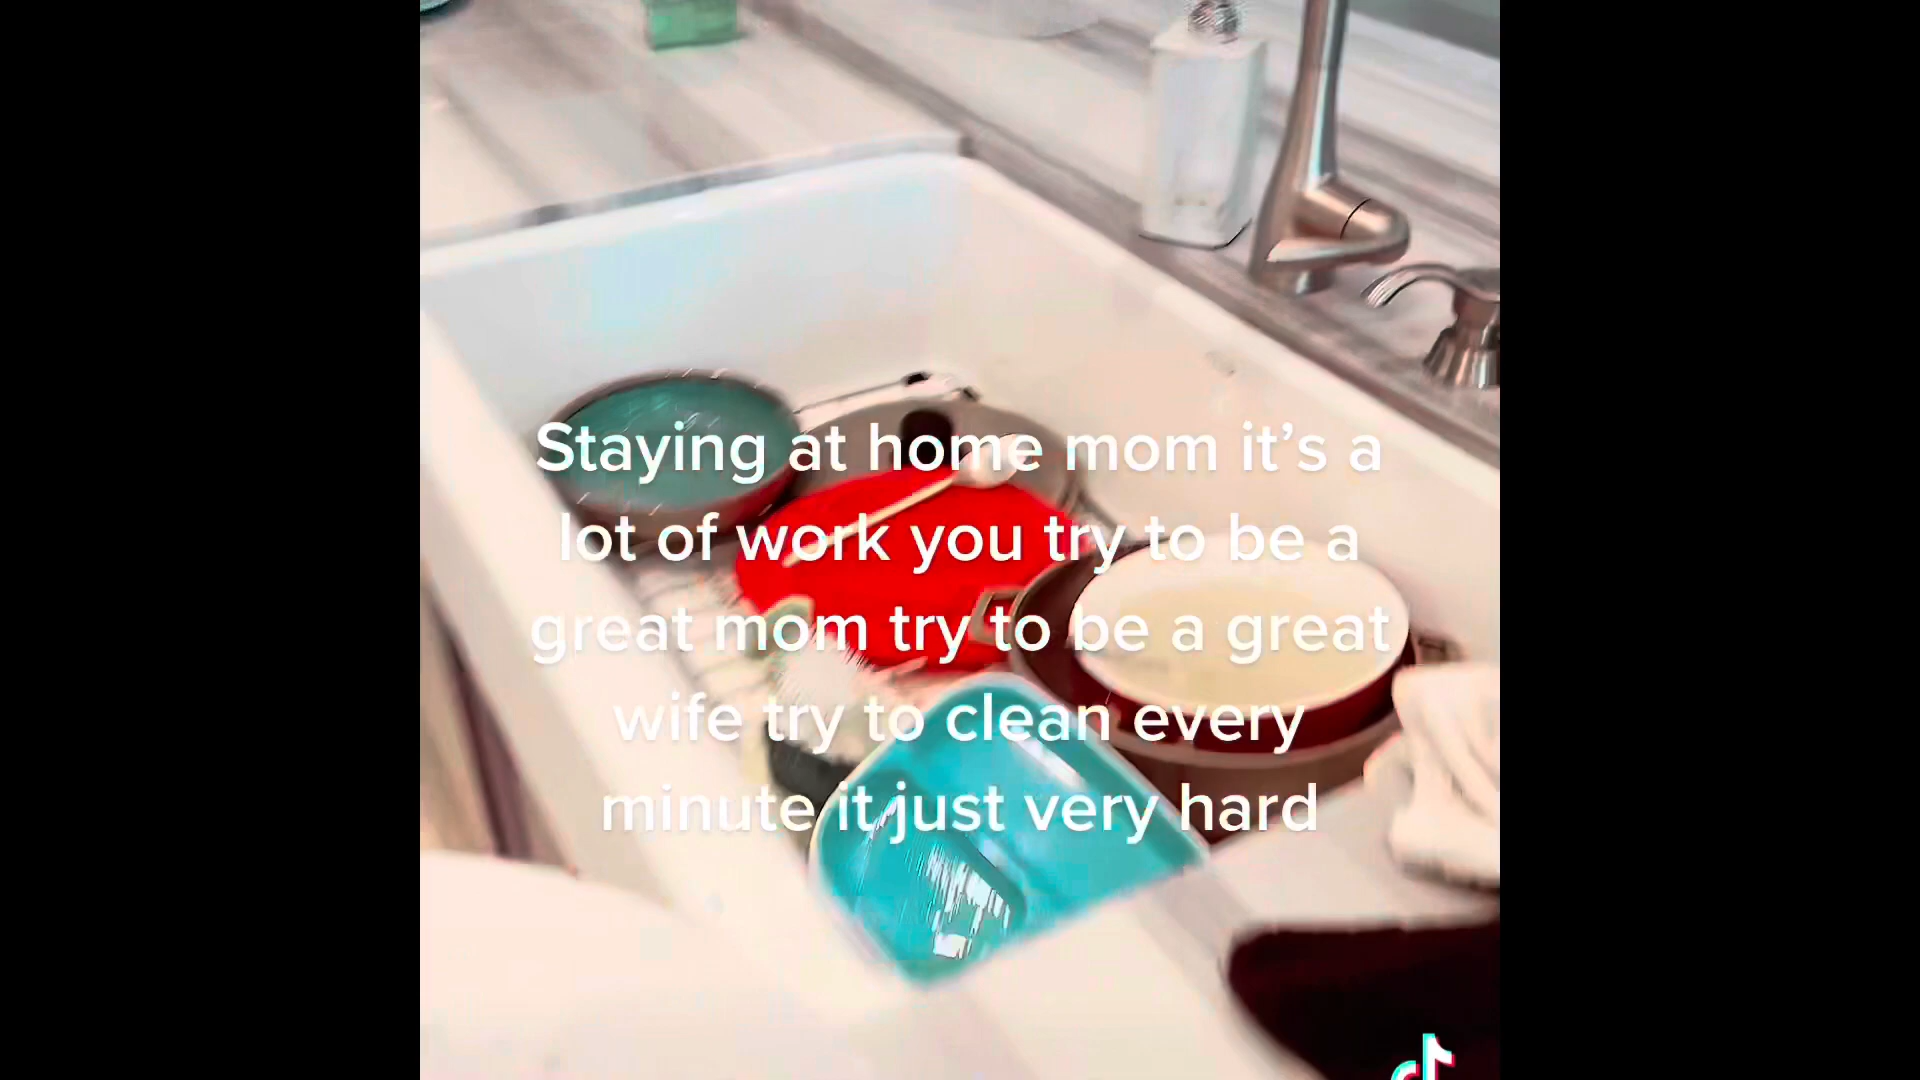 Staying at home mom it’s a
lot of work you try to be a
great mom try to be a great
wife try to clean every
minute it just very hard